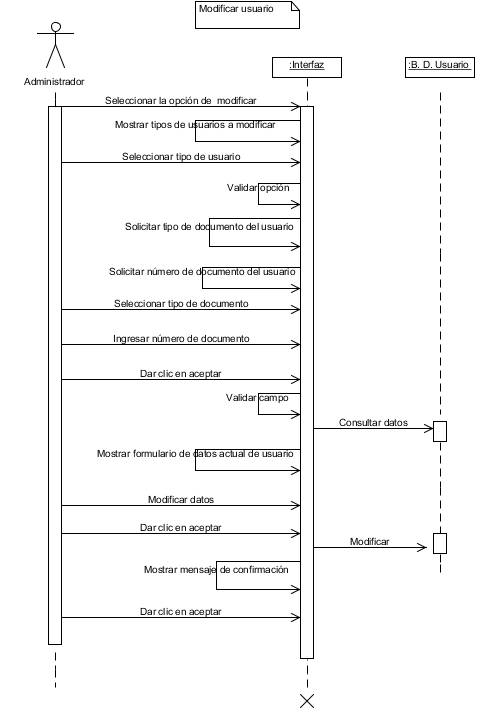 Modificar usuario
:Interfaz
:B. D. Usuario
Administrador
Seleccionar la opción de modificar
Mostrar tipos de usuarios a modificar
Seleccionar tipo de usuario
Validar opción
Solicitar tipo de documento del usuario
Solicitar número de documento del usuario
Seleccionar tipo de documento
Ingresar número de documento
Dar clic en aceptar
Validar campo
Consultar datos
Mostrar formulario de datos actual de usuario
Modificar datos
Dar clic en aceptar
Modificar
Mostrar mensaje de confirmación
Dar clic en aceptar